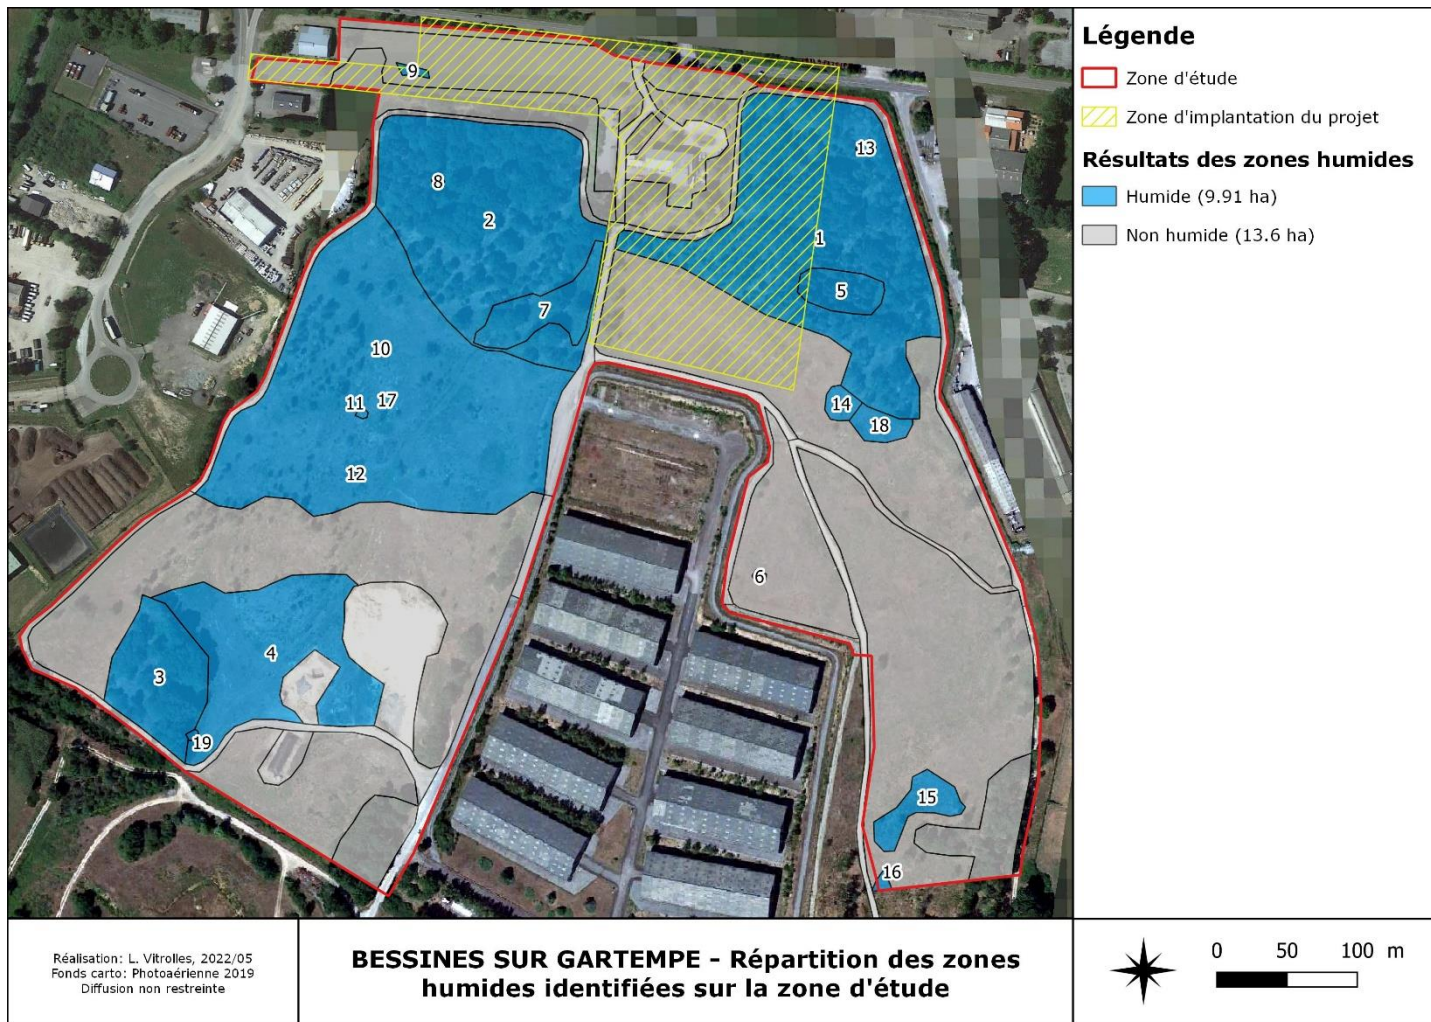 9
13
8
2
1
7
5
10
11 17
14
18
12
6
4
3
19
15
16
Légende
Zone d'étude
Zone d'implantation du projet
Résultats des zones humides
Humide (9.91 ha)
Non humide (13.6 ha)
Réalisation: L. Vitrolles, 2022/05
Fonds carto: Photoaérienne 2019
Diffusion non restreinte
BESSINES SUR GARTEMPE - Répartition des zones
humides identifiées sur la zone d'étude
0 50 100 m